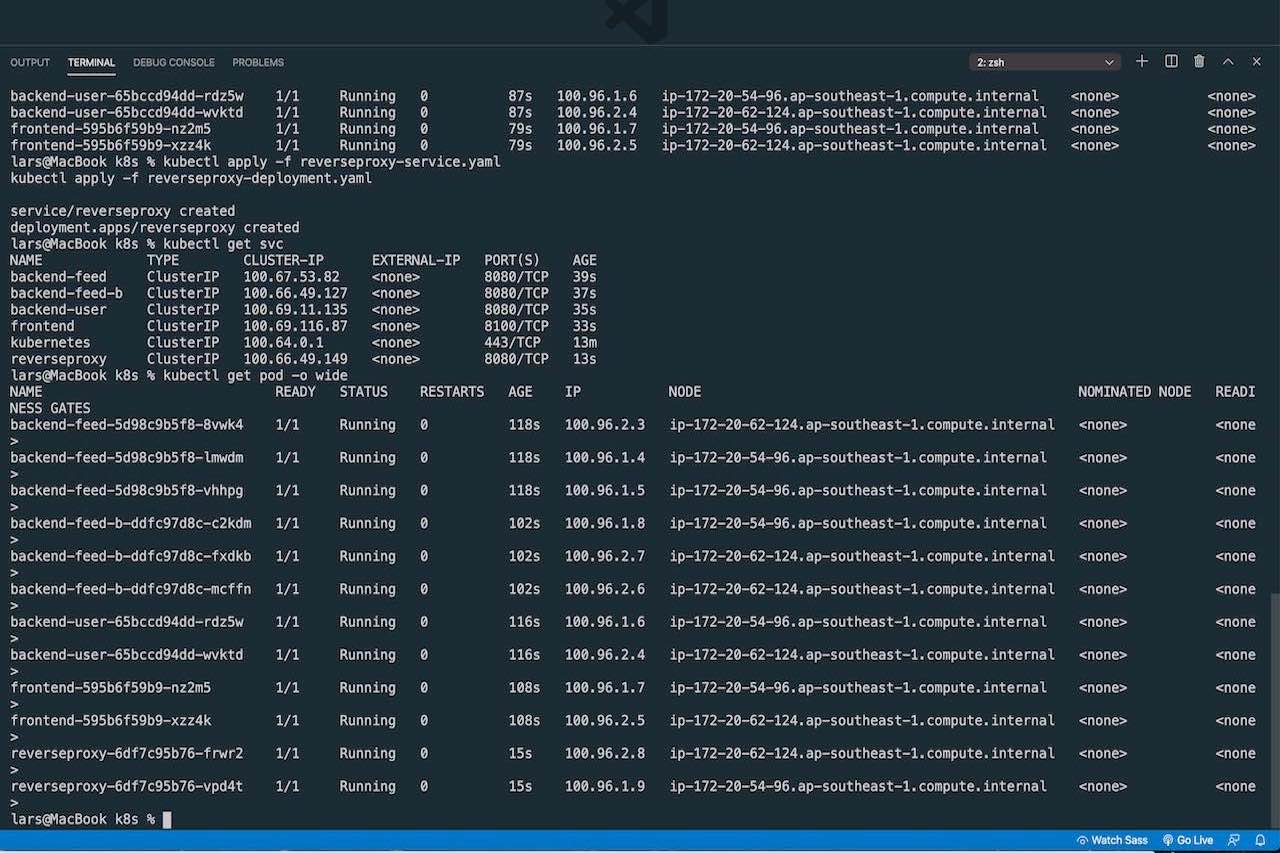 OUTPUT TERMINAL DEBUG CONSOLE PROBLEMS 2: zsh
backend-user-65bccd94dd-rdz5w 1/1 Running 0 87s 100.96.1.6 ip-172-20-54-96.ap-southeast-1.compute.internal <none> <none>
backend-user-65bccd94dd-wvktd 1/1 Running 0 87s 100.96.2.4 ip-172-20-62-124.ap-southeast-1.compute.internal <none> <none>
frontend-595b6f59b9-nz2m5 1/1 Running 0 79s 100.96.1.7 ip-172-20-54-96.ap-southeast-1.compute.internal <none> <none>
frontend-595b6f59b9-xzz4k 1/1 Running 0 79s 100.96.2.5 ip-172-20-62-124.ap-southeast-1.compute.internal <none> <none>
lars@MacBook k8s % kubectl apply -f reverseproxy-service.yaml
kubectl apply -f reverseproxy-deployment.yaml
service/reverseproxy created
deployment.apps/reverseproxy created
lars@MacBook k8s % kubectl get svc
NAME TYPE CLUSTER-IP EXTERNAL-IP PORT(S) AGE
backend-feed ClusterIP 100.67.53.82 <none> 8080/TCP 39s
backend-feed-b ClusterIP 100.66.49.127 <none> 8080/TCP 37s
backend-user ClusterIP 100.69.11.135 <none> 8080/TCP 35s
frontend ClusterIP 100.69.116.87 <none> 8100/TCP 33s
kubernetes ClusterIP 100.64.0.1 <none> 443/TCP 13m
reverseproxy ClusterIP 100.66.49.149 <none> 8080/TCP 13s
lars@MacBook k8s % kubectl get pod -o wide
NAME READY STATUS RESTARTS AGE IP NODE NOMINATED NODE READI
NESS GATES
backend-feed-5d98c9b5f8-8vwk4 1/1 Running 0 118s 100.96.2.3 ip-172-20-62-124.ap-southeast-1.compute.internal <none> <none
>
backend-feed-5d98c9b5f8-lmwdm 1/1 Running 0 118s 100.96.1.4 ip-172-20-54-96.ap-southeast-1.compute.internal <none> <none
>
backend-feed-5d98c9b5f8-vhhpg 1/1 Running 0 118s 100.96.1.5 ip-172-20-54-96.ap-southeast-1.compute.internal <none> <none
>
backend-feed-b-ddfc97d8c-c2kdm 1/1 Running 0 102s 100.96.1.8 ip-172-20-54-96.ap-southeast-1.compute.internal <none> <none
>
backend-feed-b-ddfc97d8c-fxdkb 1/1 Running 0 102s 100.96.2.7 ip-172-20-62-124.ap-southeast-1.compute.internal <none> <none
>
backend-feed-b-ddfc97d8c-mcffn 1/1 Running 0 102s 100.96.2.6 ip-172-20-62-124.ap-southeast-1.compute.internal <none> <none
>
backend-user-65bccd94dd-rdz5w 1/1 Running 0 116s 100.96.1.6 ip-172-20-54-96.ap-southeast-1.compute.internal <none> <none
>
backend-user-65bccd94dd-wvktd 1/1 Running 0 116s 100.96.2.4 ip-172-20-62-124.ap-southeast-1.compute.internal <none> <none
>
frontend-595b6f59b9-nz2m5 1/1 Running 0 108s 100.96.1.7 ip-172-20-54-96.ap-southeast-1.compute.internal <none> <none
>
frontend-595b6f59b9-xzz4k 1/1 Running 0 108s 100.96.2.5 ip-172-20-62-124.ap-southeast-1.compute.internal <none> <none
>
reverseproxy-6df7c95b76-frwr2 1/1 Running 0 15s 100.96.2.8 ip-172-20-62-124.ap-southeast-1.compute.internal <none> <none
>
reverseproxy-6df7c95b76-vpd4t 1/1 Running 0 15s 100.96.1.9 ip-172-20-54-96.ap-southeast-1.compute.internal <none> <none
>
lars@MacBook k8s %
Watch Sass Go Live